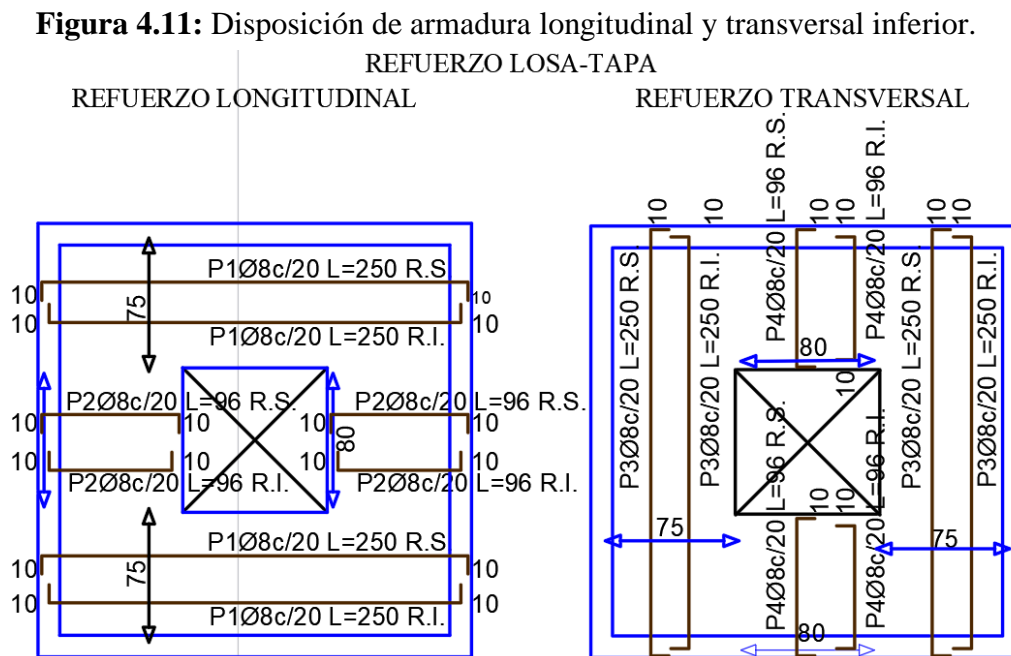 Figura 4.11: Disposición de armadura longitudinal y transversal inferior.
REFUERZO LOSA-TAPA
REFUERZO LONGITUDINAL
REFUERZO TRANSVERSAL
P1Ø8c/20 L=250 R.S.
10
10
75
10
P1Ø8c/20 L=250 R.I.
10
P2Ø8c/20 L=96 R.S.
P2Ø8c/20 L=96 R.S.
10
10
10
10
80
10
10
10
10
P2Ø8c/20 L=96 R.I.
P2Ø8c/20 L=96 R.I.
P1Ø8c/20 L=250 R.S.
10
10
75
10
P1Ø8c/20 L=250 R.I.
10
10
10
10
10
10
10
P3Ø8c/20 L=250 R.S.
P3Ø8c/20 L=250 R.I.
P4Ø8c/20 L=96 R.S.
P4Ø8c/20 L=96 R.I.
P3Ø8c/20 L=250 R.S.
P3Ø8c/20 L=250 R.I.
80
10
10
10
P4Ø8c/20 L=96 R.S.
P4Ø8c/20 L=96 R.I.
75
75
80